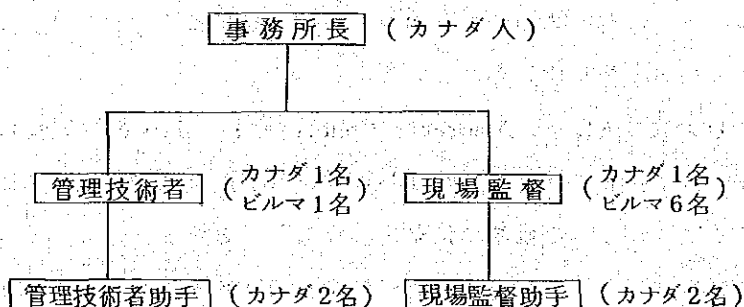 事務所長 (カナダ人)
管理技術者 (カナダ1名 ビルマ1名) 現場監督 (カナダ1名 ビルマ6名)
管理技術者助手 (カナダ2名) 現場監督助手 (カナダ2名)